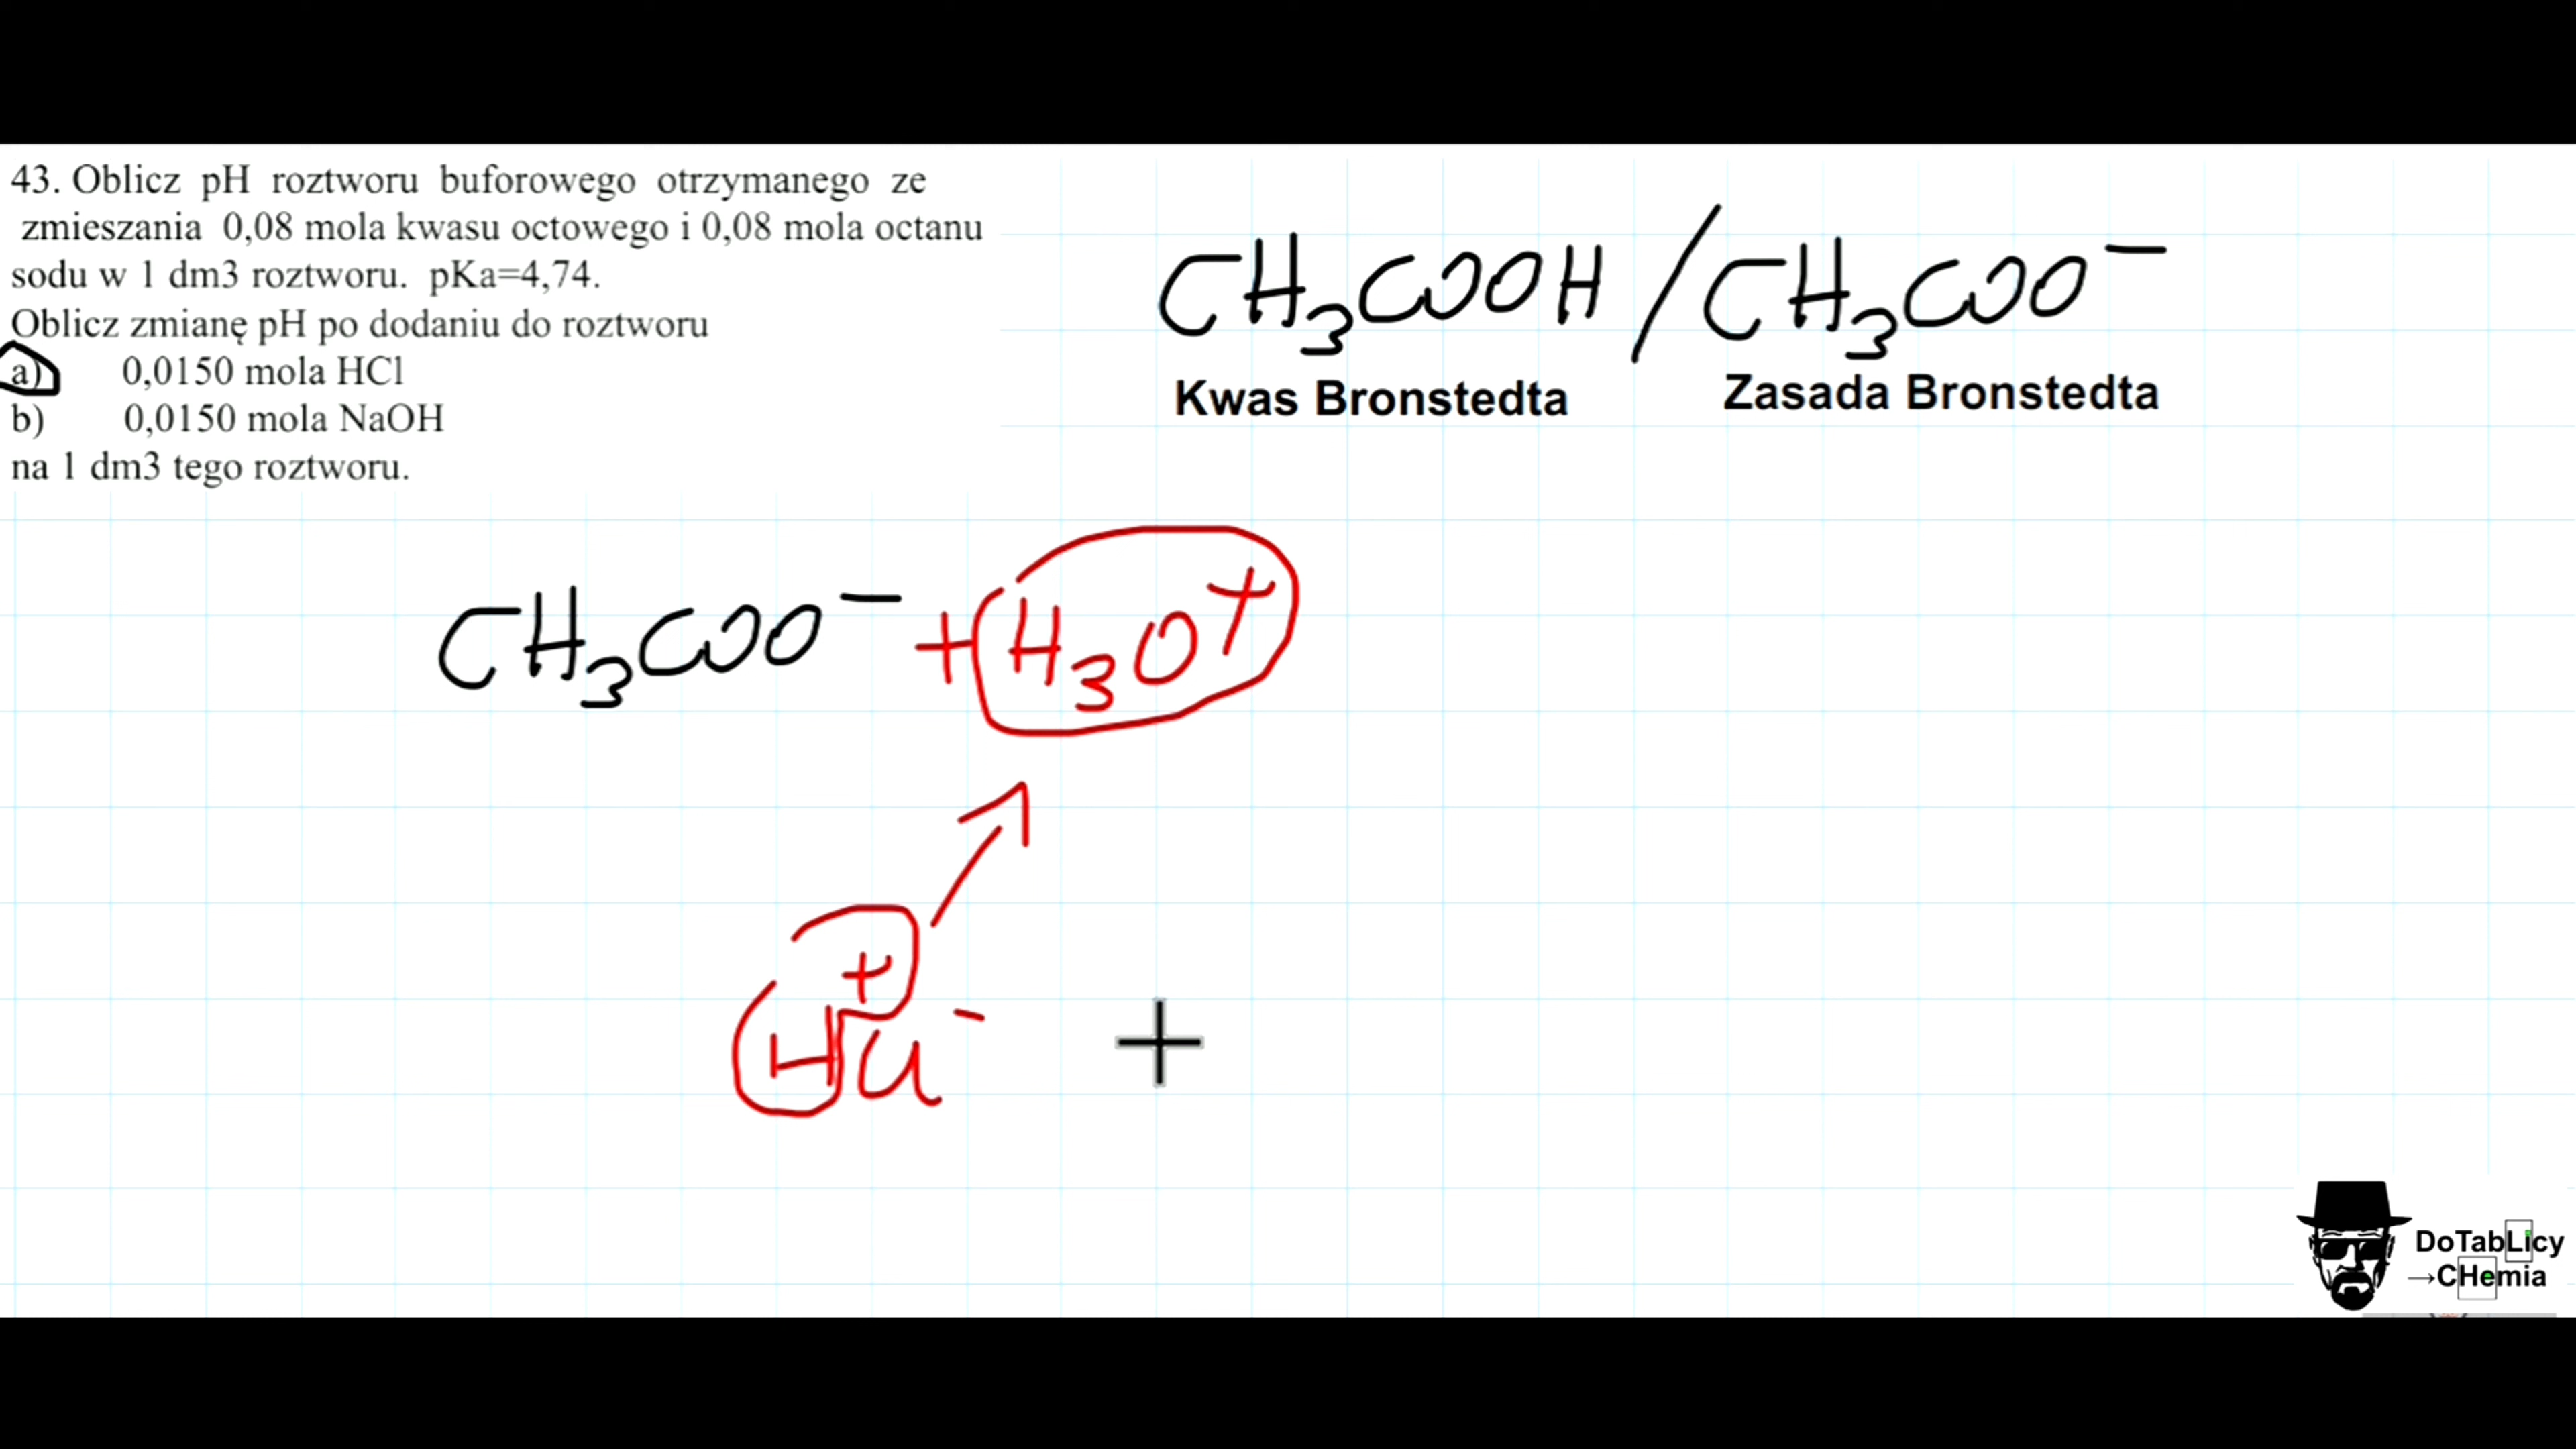 43. Oblicz pH roztworu buforowego otrzymanego ze
zmieszania 0,08 mola kwasu octowego i 0,08 mola octanu
sodu w 1 dm3 roztworu. pKa=4,74.
Oblicz zmianę pH po dodaniu do roztworu
a) 0,0150 mola HCl
b) 0,0150 mola NaOH
na 1 dm3 tego roztworu.
CH₃COOH / CH₃COO⁻
Kwas Bronstedta Zasada Bronstedta
CH₃COO⁻ + H₃O⁺
H⁺Cl⁻
DoTabLicy
→CHemia